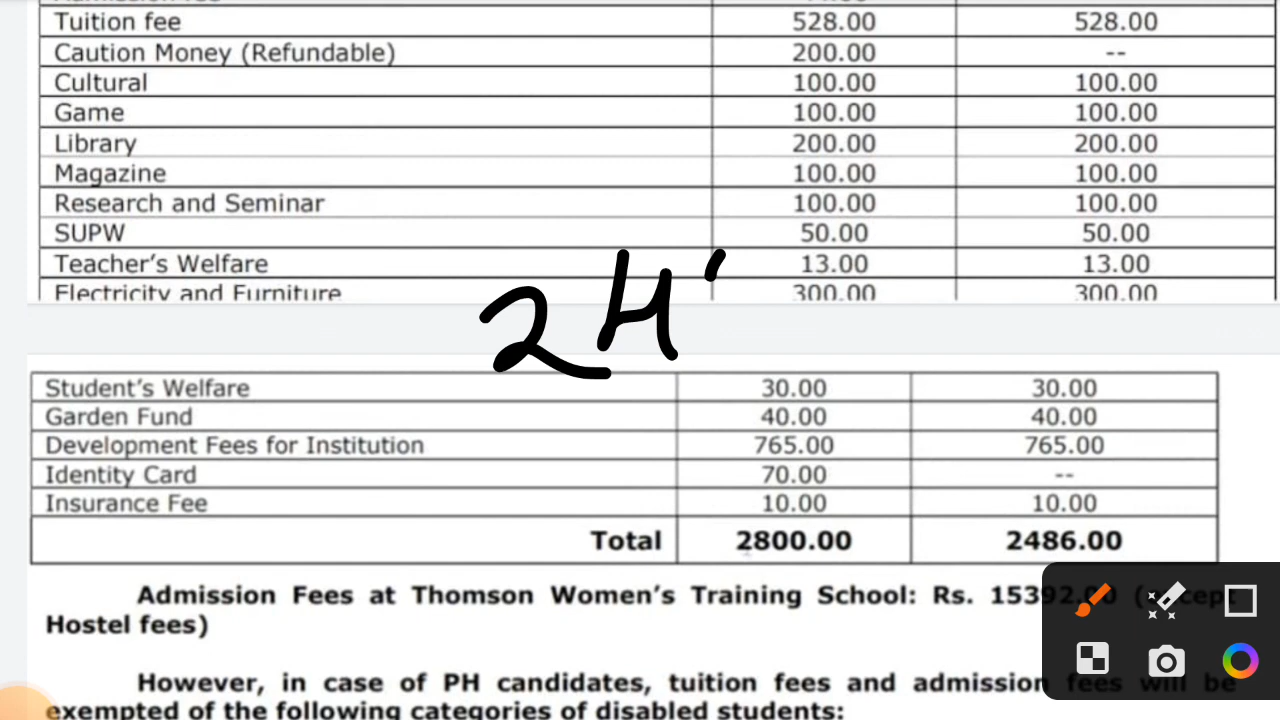 Tuition fee 528.00 528.00
Caution Money (Refundable) 200.00 --
Cultural 100.00 100.00
Game 100.00 100.00
Library 200.00 200.00
Magazine 100.00 100.00
Research and Seminar 100.00 100.00
SUPW 50.00 50.00
Teacher's Welfare 13.00 13.00
Electricity and Furniture 300.00 300.00
24'
Student's Welfare 30.00 30.00
Garden Fund 40.00 40.00
Development Fees for Institution 765.00 765.00
Identity Card 70.00 --
Insurance Fee 10.00 10.00
Total 2800.00 2486.00
Admission Fees at Thomson Women's Training School: Rs. 15392.00 (except
Hostel fees)
However, in case of PH candidates, tuition fees and admission fees will be
exempted of the following categories of disabled students: